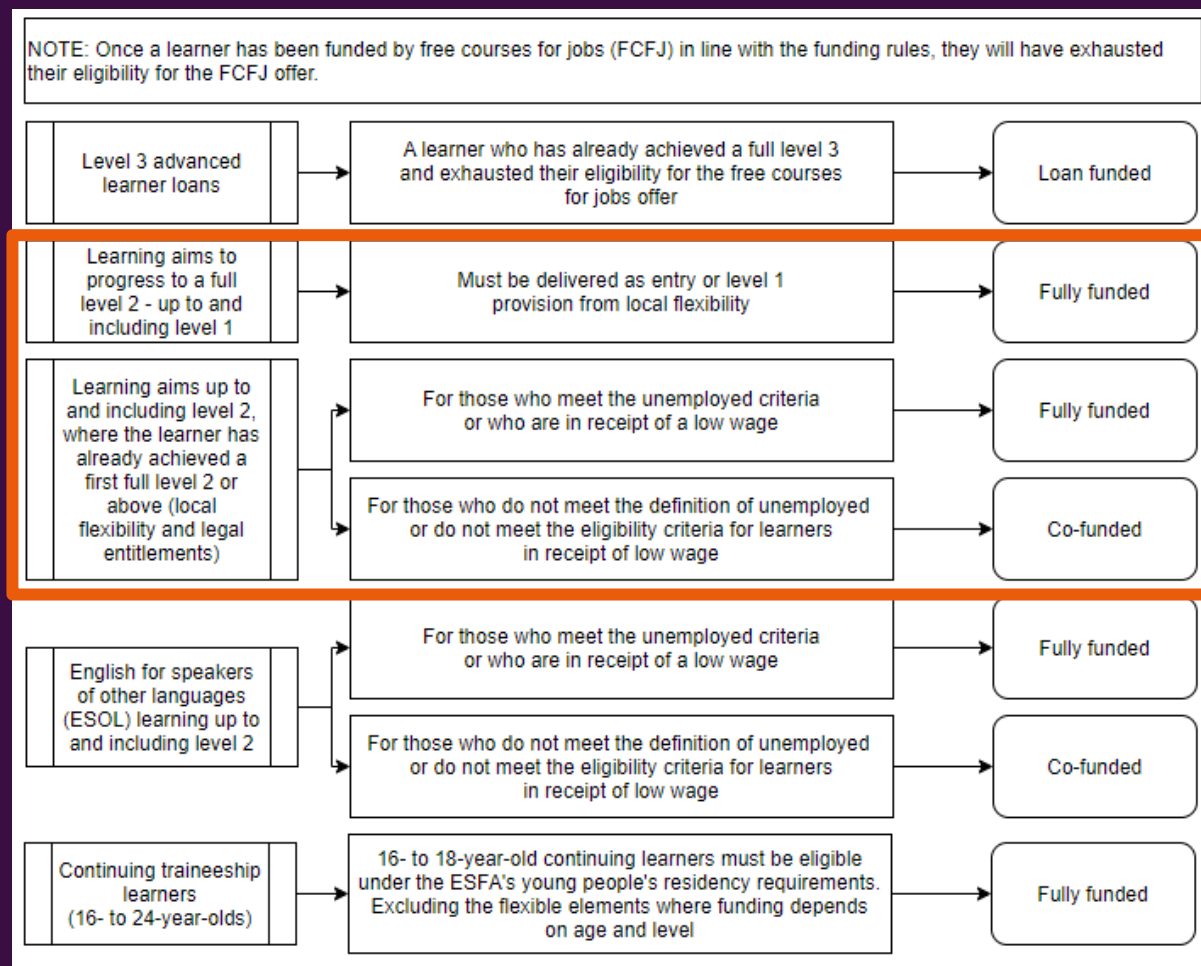 NOTE: Once a learner has been funded by free courses for jobs (FCFJ) in line with the funding rules, they will have exhausted
their eligibility for the FCFJ offer.
Level 3 advanced
learner loans
A learner who has already achieved a full level 3
and exhausted their eligibility for the free courses
for jobs offer
Loan funded
Learning aims to
progress to a full
level 2 - up to and
including level 1
Must be delivered as entry or level 1
provision from local flexibility
Fully funded
Learning aims up to
and including level 2,
where the learner has
already achieved a
first full level 2 or
above (local
flexibility and legal
entitlements)
For those who meet the unemployed criteria
or who are in receipt of a low wage
Fully funded
For those who do not meet the definition of unemployed
or do not meet the eligibility criteria for learners
in receipt of low wage
Co-funded
English for speakers
of other languages
(ESOL) learning up to
and including level 2
For those who meet the unemployed criteria
or who are in receipt of a low wage
Fully funded
For those who do not meet the definition of unemployed
or do not meet the eligibility criteria for learners
in receipt of low wage
Co-funded
Continuing traineeship
learners
(16- to 24-year-olds)
16- to 18-year-old continuing learners must be eligible
under the ESFA's young people's residency requirements.
Excluding the flexible elements where funding depends
on age and level
Fully funded